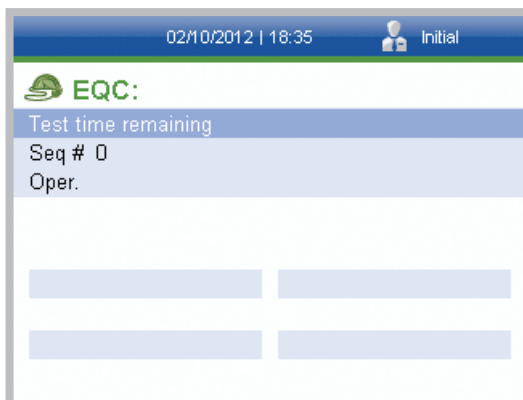 02/10/2012 | 18:35 Initial
EQC:
Test time remaining
Seq # 0
Oper.